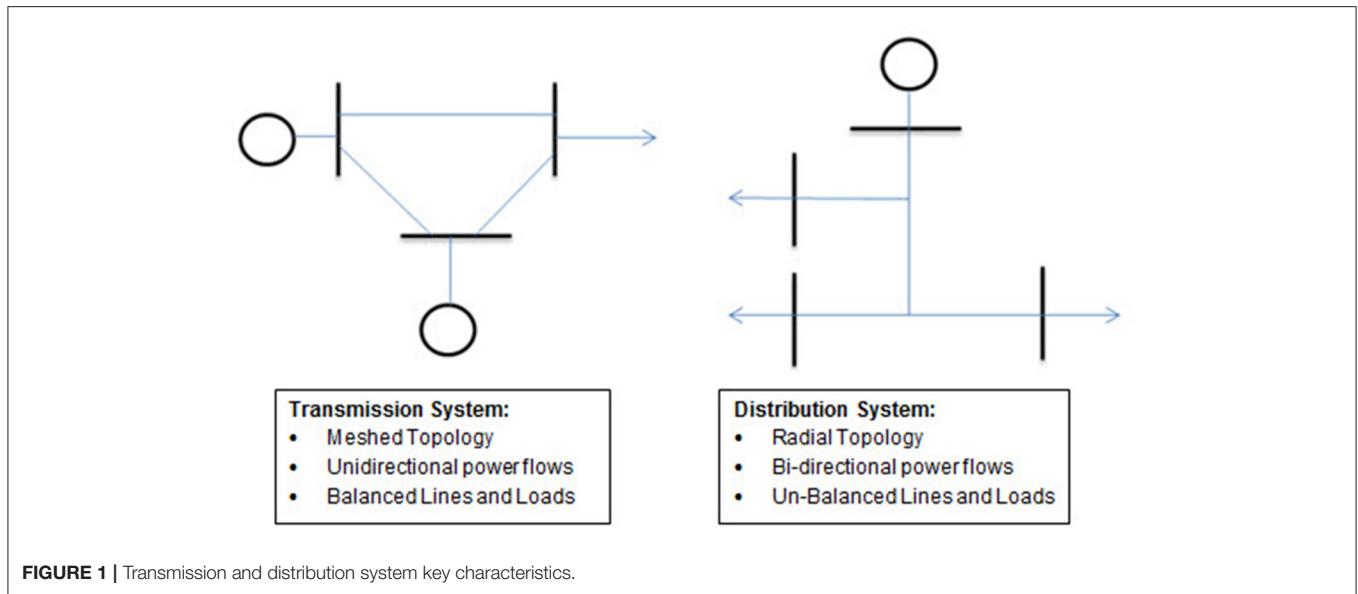 Transmission System:
• Meshed Topology
• Unidirectional power flows
• Balanced Lines and Loads
Distribution System:
• Radial Topology
• Bi-directional power flows
• Un-Balanced Lines and Loads
FIGURE 1 | Transmission and distribution system key characteristics.